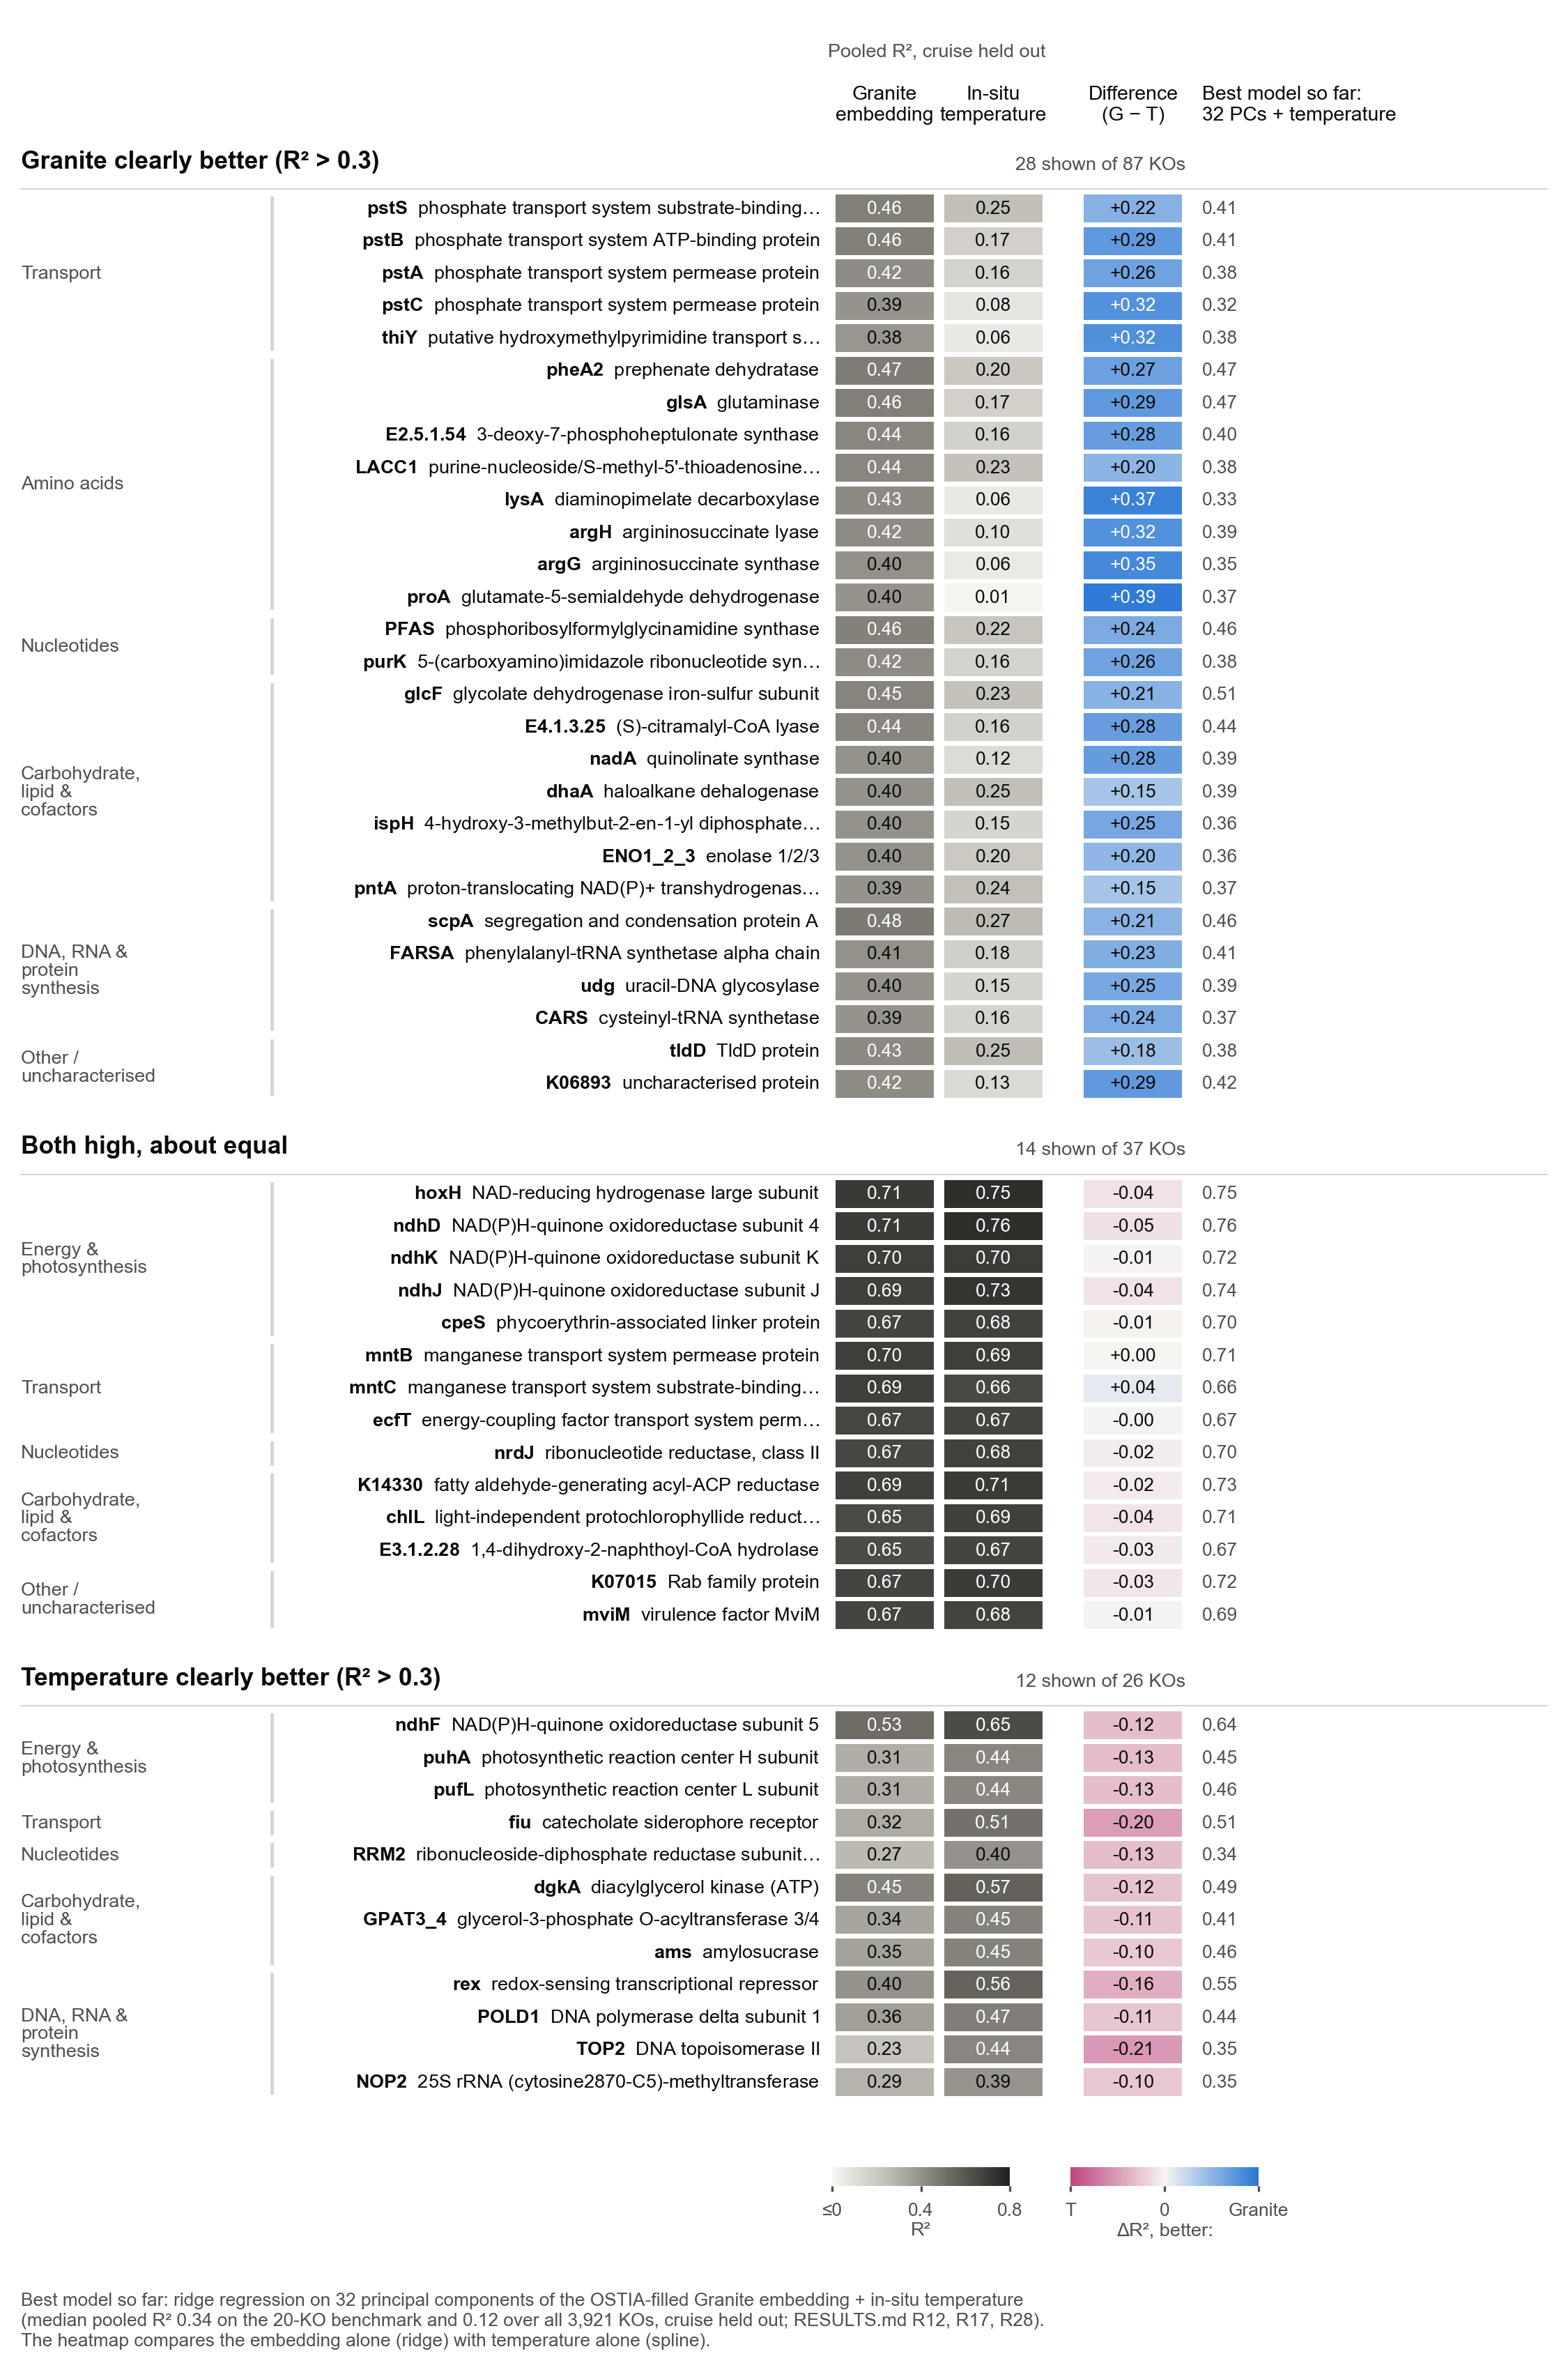 Pooled R², cruise held out
Granite embedding In-situ temperature Difference (G − T) Best model so far: 32 PCs + temperature
Granite clearly better (R² > 0.3) 28 shown of 87 KOs
Transport
pstS phosphate transport system substrate-binding… 0.46 0.25 +0.22 0.41
pstB phosphate transport system ATP-binding protein 0.46 0.17 +0.29 0.41
pstA phosphate transport system permease protein 0.42 0.16 +0.26 0.38
pstC phosphate transport system permease protein 0.39 0.08 +0.32 0.32
thiY putative hydroxymethylpyrimidine transport s… 0.38 0.06 +0.32 0.38
Amino acids
pheA2 prephenate dehydratase 0.47 0.20 +0.27 0.47
glsA glutaminase 0.46 0.17 +0.29 0.47
E2.5.1.54 3-deoxy-7-phosphoheptulonate synthase 0.44 0.16 +0.28 0.40
LACC1 purine-nucleoside/S-methyl-5'-thioadenosine… 0.44 0.23 +0.20 0.38
lysA diaminopimelate decarboxylase 0.43 0.06 +0.37 0.33
argH argininosuccinate lyase 0.42 0.10 +0.32 0.39
argG argininosuccinate synthase 0.40 0.06 +0.35 0.35
proA glutamate-5-semialdehyde dehydrogenase 0.40 0.01 +0.39 0.37
Nucleotides
PFAS phosphoribosylformylglycinamidine synthase 0.46 0.22 +0.24 0.46
purK 5-(carboxyamino)imidazole ribonucleotide syn… 0.42 0.16 +0.26 0.38
Carbohydrate,
lipid &
cofactors
glcF glycolate dehydrogenase iron-sulfur subunit 0.45 0.23 +0.21 0.51
E4.1.3.25 (S)-citramalyl-CoA lyase 0.44 0.16 +0.28 0.44
nadA quinolinate synthase 0.40 0.12 +0.28 0.39
dhaA haloalkane dehalogenase 0.40 0.25 +0.15 0.39
ispH 4-hydroxy-3-methylbut-2-en-1-yl diphosphate… 0.40 0.15 +0.25 0.36
ENO1_2_3 enolase 1/2/3 0.40 0.20 +0.20 0.36
pntA proton-translocating NAD(P)+ transhydrogenas… 0.39 0.24 +0.15 0.37
DNA, RNA &
protein
synthesis
scpA segregation and condensation protein A 0.48 0.27 +0.21 0.46
FARSA phenylalanyl-tRNA synthetase alpha chain 0.41 0.18 +0.23 0.41
udg uracil-DNA glycosylase 0.40 0.15 +0.25 0.39
CARS cysteinyl-tRNA synthetase 0.39 0.16 +0.24 0.37
Other /
uncharacterised
tldD TldD protein 0.43 0.25 +0.18 0.38
K06893 uncharacterised protein 0.42 0.13 +0.29 0.42
Both high, about equal 14 shown of 37 KOs
Energy &
photosynthesis
hoxH NAD-reducing hydrogenase large subunit 0.71 0.75 -0.04 0.75
ndhD NAD(P)H-quinone oxidoreductase subunit 4 0.71 0.76 -0.05 0.76
ndhK NAD(P)H-quinone oxidoreductase subunit K 0.70 0.70 -0.01 0.72
ndhJ NAD(P)H-quinone oxidoreductase subunit J 0.69 0.73 -0.04 0.74
cpeS phycoerythrin-associated linker protein 0.67 0.68 -0.01 0.70
Transport
mntB manganese transport system permease protein 0.70 0.69 +0.00 0.71
mntC manganese transport system substrate-binding… 0.69 0.66 +0.04 0.66
ecfT energy-coupling factor transport system perm… 0.67 0.67 -0.00 0.67
Nucleotides
nrdJ ribonucleotide reductase, class II 0.67 0.68 -0.02 0.70
Carbohydrate,
lipid &
cofactors
K14330 fatty aldehyde-generating acyl-ACP reductase 0.69 0.71 -0.02 0.73
chlL light-independent protochlorophyllide reduct… 0.65 0.69 -0.04 0.71
E3.1.2.28 1,4-dihydroxy-2-naphthoyl-CoA hydrolase 0.65 0.67 -0.03 0.67
Other /
uncharacterised
K07015 Rab family protein 0.67 0.70 -0.03 0.72
mviM virulence factor MviM 0.67 0.68 -0.01 0.69
Temperature clearly better (R² > 0.3) 12 shown of 26 KOs
Energy &
photosynthesis
ndhF NAD(P)H-quinone oxidoreductase subunit 5 0.53 0.65 -0.12 0.64
puhA photosynthetic reaction center H subunit 0.31 0.44 -0.13 0.45
pufL photosynthetic reaction center L subunit 0.31 0.44 -0.13 0.46
Transport
fiu catecholate siderophore receptor 0.32 0.51 -0.20 0.51
Nucleotides
RRM2 ribonucleoside-diphosphate reductase subunit… 0.27 0.40 -0.13 0.34
Carbohydrate,
lipid &
cofactors
dgkA diacylglycerol kinase (ATP) 0.45 0.57 -0.12 0.49
GPAT3_4 glycerol-3-phosphate O-acyltransferase 3/4 0.34 0.45 -0.11 0.41
ams amylosucrase 0.35 0.45 -0.10 0.46
DNA, RNA &
protein
synthesis
rex redox-sensing transcriptional repressor 0.40 0.56 -0.16 0.55
POLD1 DNA polymerase delta subunit 1 0.36 0.47 -0.11 0.44
TOP2 DNA topoisomerase II 0.23 0.44 -0.21 0.35
NOP2 25S rRNA (cytosine2870-C5)-methyltransferase 0.29 0.39 -0.10 0.35
≤0 0.4 0.8
R²
T 0 Granite
ΔR², better:
Best model so far: ridge regression on 32 principal components of the OSTIA-filled Granite embedding + in-situ temperature
(median pooled R² 0.34 on the 20-KO benchmark and 0.12 over all 3,921 KOs, cruise held out; RESULTS.md R12, R17, R28).
The heatmap compares the embedding alone (ridge) with temperature alone (spline).